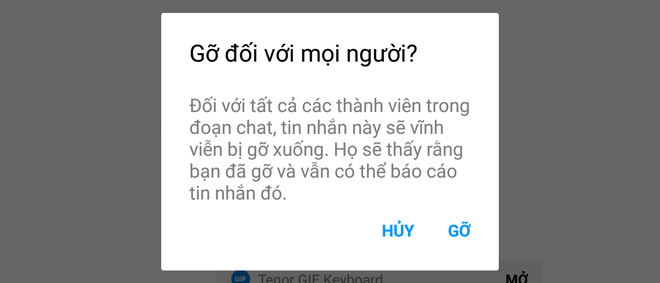 Gỡ đối với mọi người?
Đối với tất cả các thành viên trong
đoạn chat, tin nhắn này sẽ vĩnh
viễn bị gỡ xuống. Họ sẽ thấy rằng
bạn đã gỡ và vẫn có thể báo cáo
tin nhắn đó.
HỦY GỠ
GIF Tenor GIF Keyboard MỞ